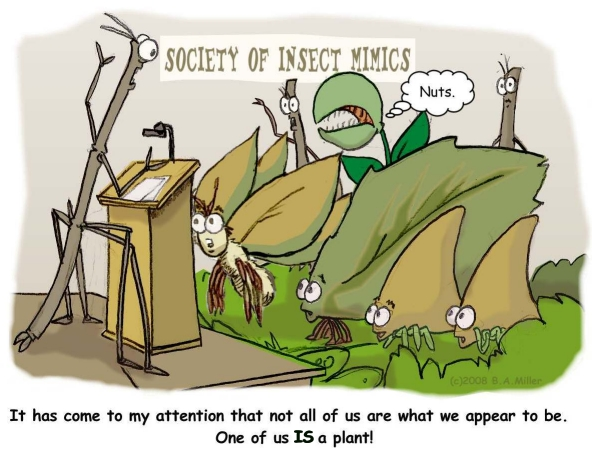 SOCIETY OF INSECT MIMICS
Nuts.
(c)2008 B.A.Miller
It has come to my attention that not all of us are what we appear to be.
One of us IS a plant!